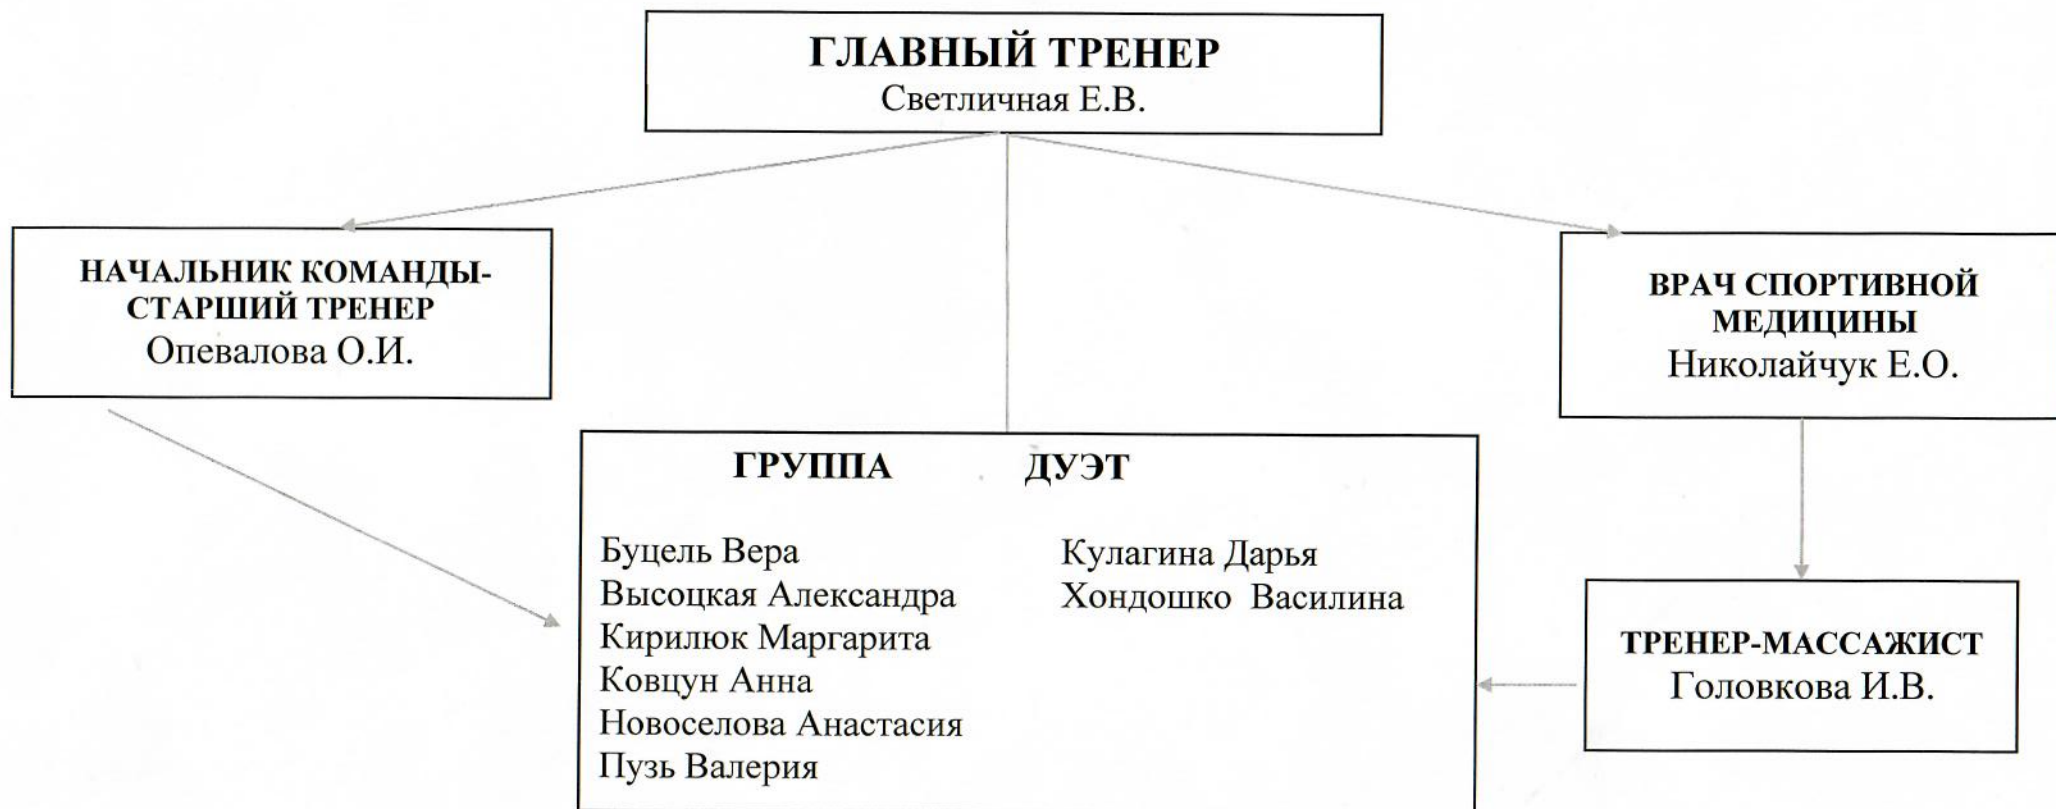 ГЛАВНЫЙ ТРЕНЕР
Светличная Е.В.
НАЧАЛЬНИК КОМАНДЫ-
СТАРШИЙ ТРЕНЕР
Опевалова О.И.
ВРАЧ СПОРТИВНОЙ
МЕДИЦИНЫ
Николайчук Е.О.
ГРУППА ДУЭТ
Буцель Вера Кулагина Дарья
Высоцкая Александра Хондошко Василина
Кирилюк Маргарита
Ковцун Анна
Новоселова Анастасия
Пузь Валерия
ТРЕНЕР-МАССАЖИСТ
Головкова И.В.